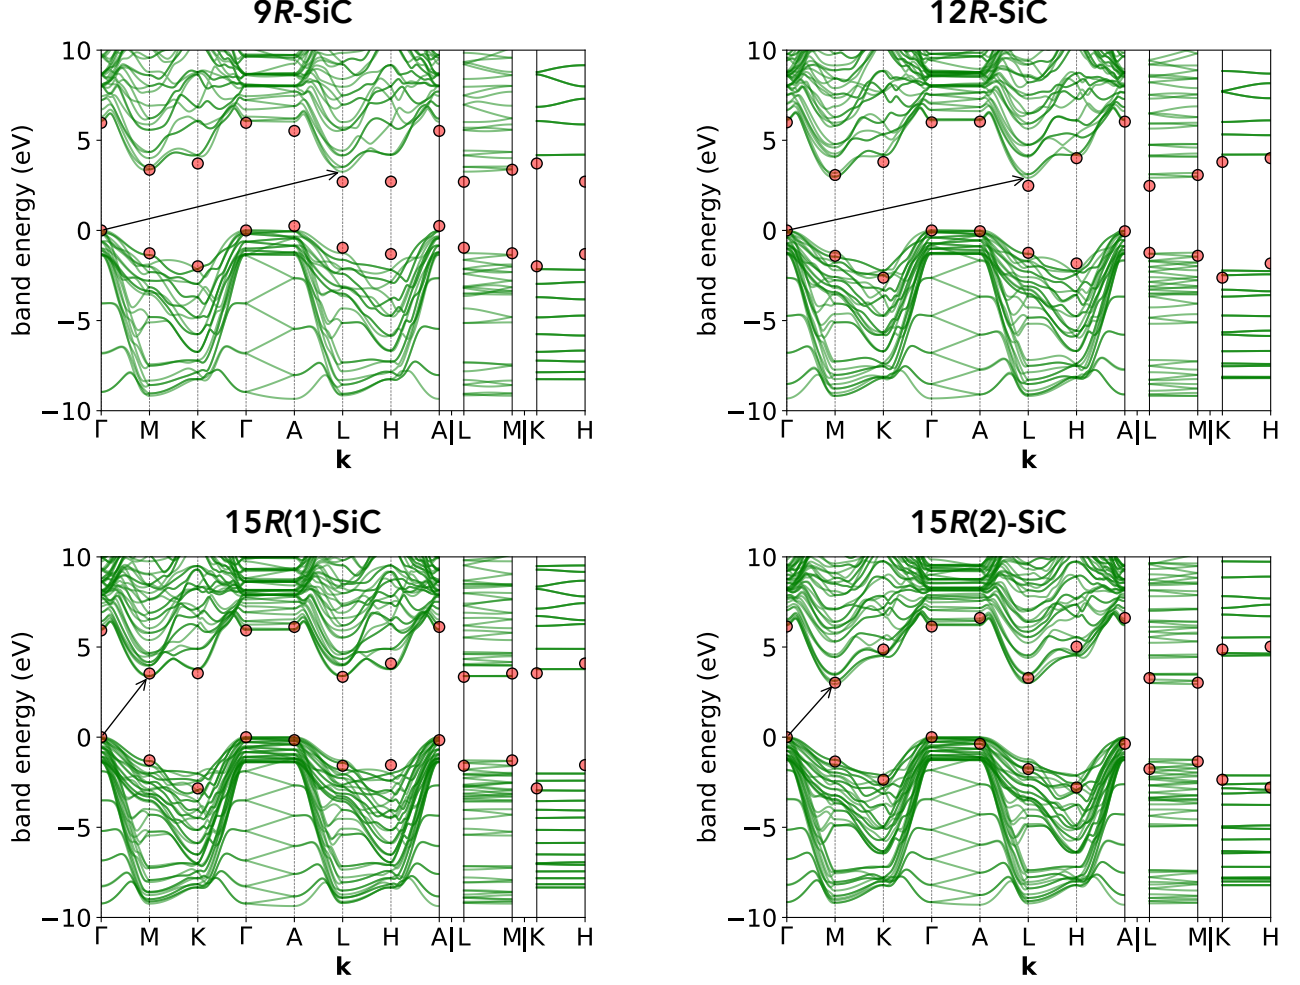 9R-SiC
12R-SiC
band energy (eV)
10
5
0
−5
−10
Γ M K Γ A L H A|L M|K H
k
band energy (eV)
10
5
0
−5
−10
Γ M K Γ A L H A|L M|K H
k
15R(1)-SiC
15R(2)-SiC
band energy (eV)
10
5
0
−5
−10
Γ M K Γ A L H A|L M|K H
k
band energy (eV)
10
5
0
−5
−10
Γ M K Γ A L H A|L M|K H
k